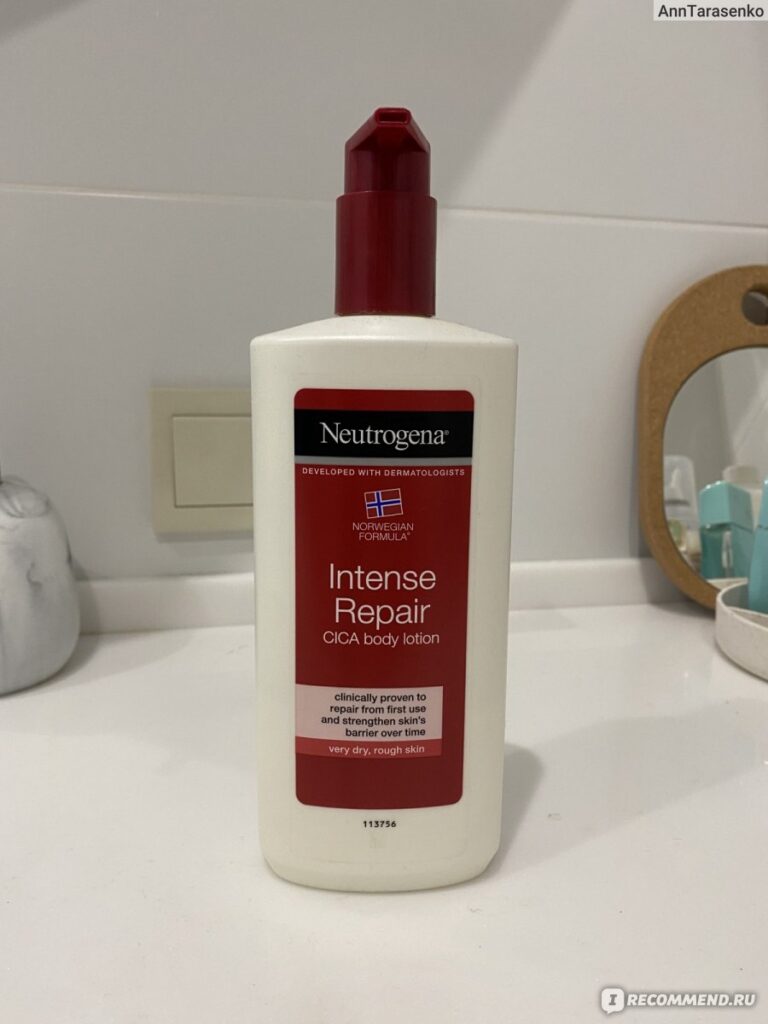 AnnTarasenko
Neutrogena®
DEVELOPED WITH DERMATOLOGISTS
NORWEGIAN
FORMULA®
Intense
Repair
CICA body lotion
clinically proven to
repair from first use
and strengthen skin's
barrier over time
very dry, rough skin
113756
IRECOMMEND.RU